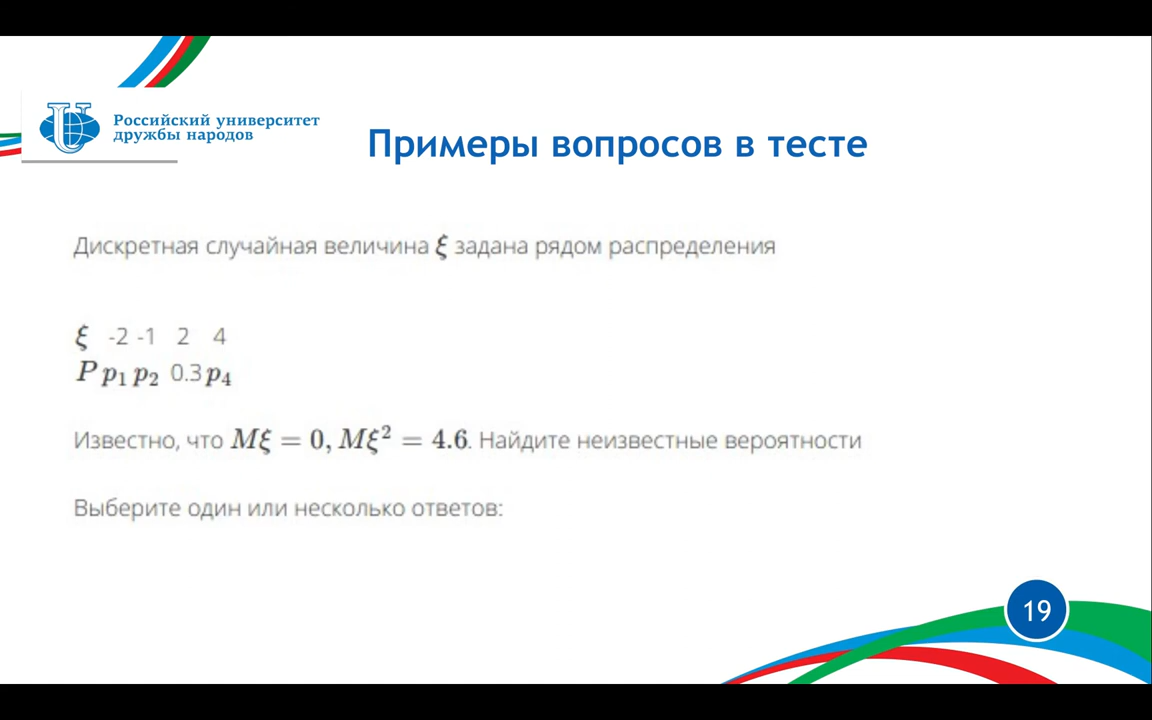 Российский университет
дружбы народов
Примеры вопросов в тесте
Дискретная случайная величина ξ задана рядом распределения
ξ -2 -1 2 4
P p₁ p₂ 0.3 p₄
Известно, что Mξ = 0, Mξ² = 4.6. Найдите неизвестные вероятности
Выберите один или несколько ответов:
19